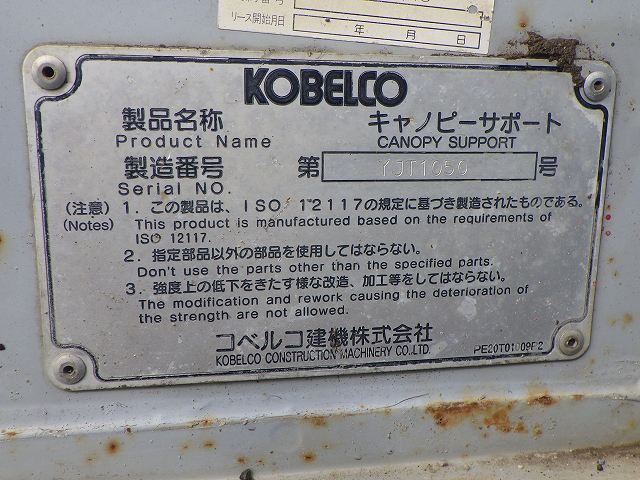 リース開始月日
年 月 日
KOBELCO
製品名称 キャノピーサポート
Product Name CANOPY SUPPORT
製造番号 第 YJT1050 号
Serial NO.
(注意) 1. この製品は、ISO 12117の規定に基づき製造されたものである。
(Notes) This product is manufactured based on the requirements of
ISO 12117.
2. 指定部品以外の部品を使用してはならない。
Don't use the parts other than the specified parts.
3. 強度上の低下をきたす様な改造、加工等をしてはならない。
The modification and rework causing the deterioration of
the strength are not allowed.
コベルコ建機株式会社
KOBELCO CONSTRUCTION MACHINERY CO.,LTD.